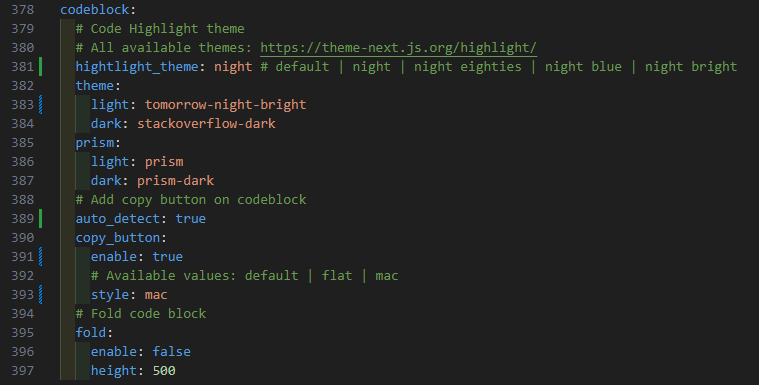 378 codeblock:
379   # Code Highlight theme
380   # All available themes: https://theme-next.js.org/highlight/
381   hightlight_theme: night # default | night | night eighties | night blue | night bright
382   theme:
383     light: tomorrow-night-bright
384     dark: stackoverflow-dark
385   prism:
386     light: prism
387     dark: prism-dark
388   # Add copy button on codeblock
389   auto_detect: true
390   copy_button:
391     enable: true
392     # Available values: default | flat | mac
393     style: mac
394   # Fold code block
395   fold:
396     enable: false
397     height: 500